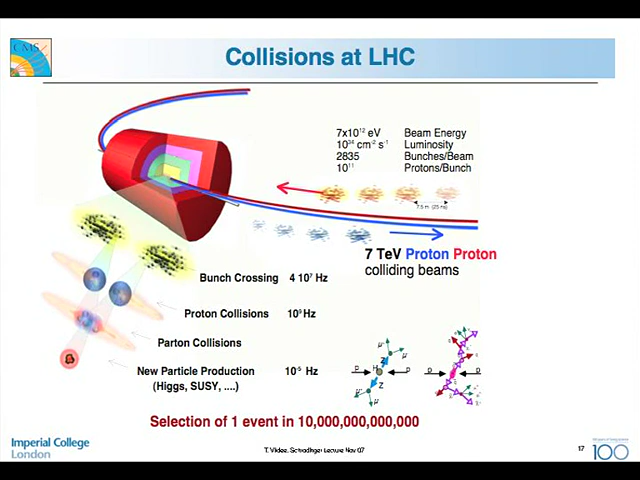 CMS
Collisions at LHC
7x10¹² eV Beam Energy
10³⁴ cm⁻² s⁻¹ Luminosity
2835 Bunches/Beam
10¹¹ Protons/Bunch
7.5 m (25 ns)
7 TeV Proton Proton
colliding beams
Bunch Crossing 4 10⁷ Hz
Proton Collisions 10⁹ Hz
Parton Collisions
New Particle Production 10⁻⁵ Hz
(Higgs, SUSY, ....)
p H p
Z
Z
Selection of 1 event in 10,000,000,000,000
Imperial College
London
T. Virdee, Schrodinger Lecture Nov 07
17
100